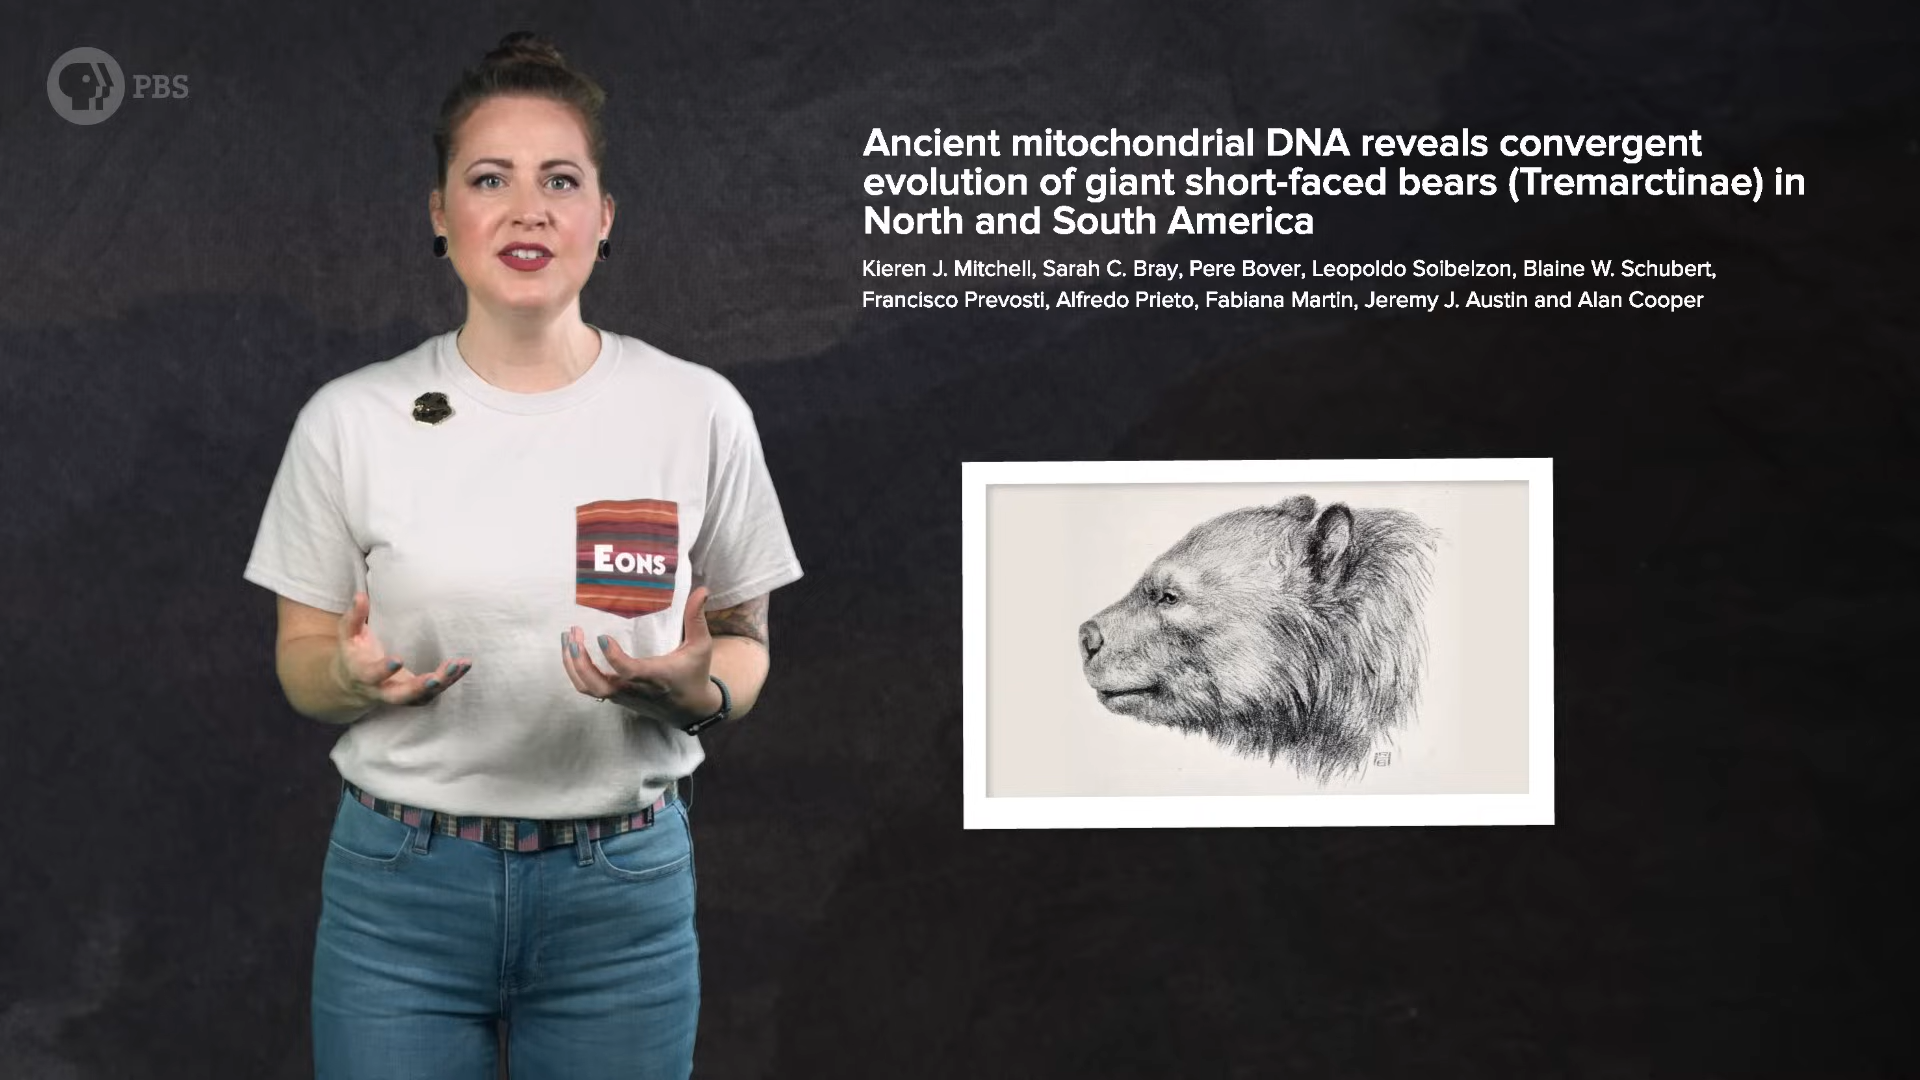 PBS
Ancient mitochondrial DNA reveals convergent
evolution of giant short-faced bears (Tremarctinae) in
North and South America
Kieren J. Mitchell, Sarah C. Bray, Pere Bover, Leopoldo Soibelzon, Blaine W. Schubert,
Francisco Prevosti, Alfredo Prieto, Fabiana Martin, Jeremy J. Austin and Alan Cooper
EONS